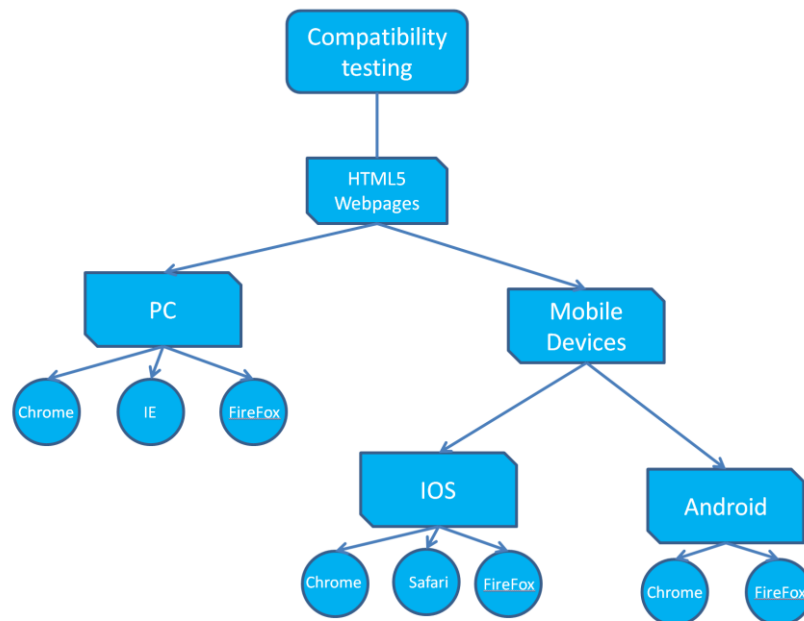 Compatibility
testing
HTML5
Webpages
PC
Mobile
Devices
Chrome
IE
FireFox
IOS
Android
Chrome
Safari
FireFox
Chrome
FireFox